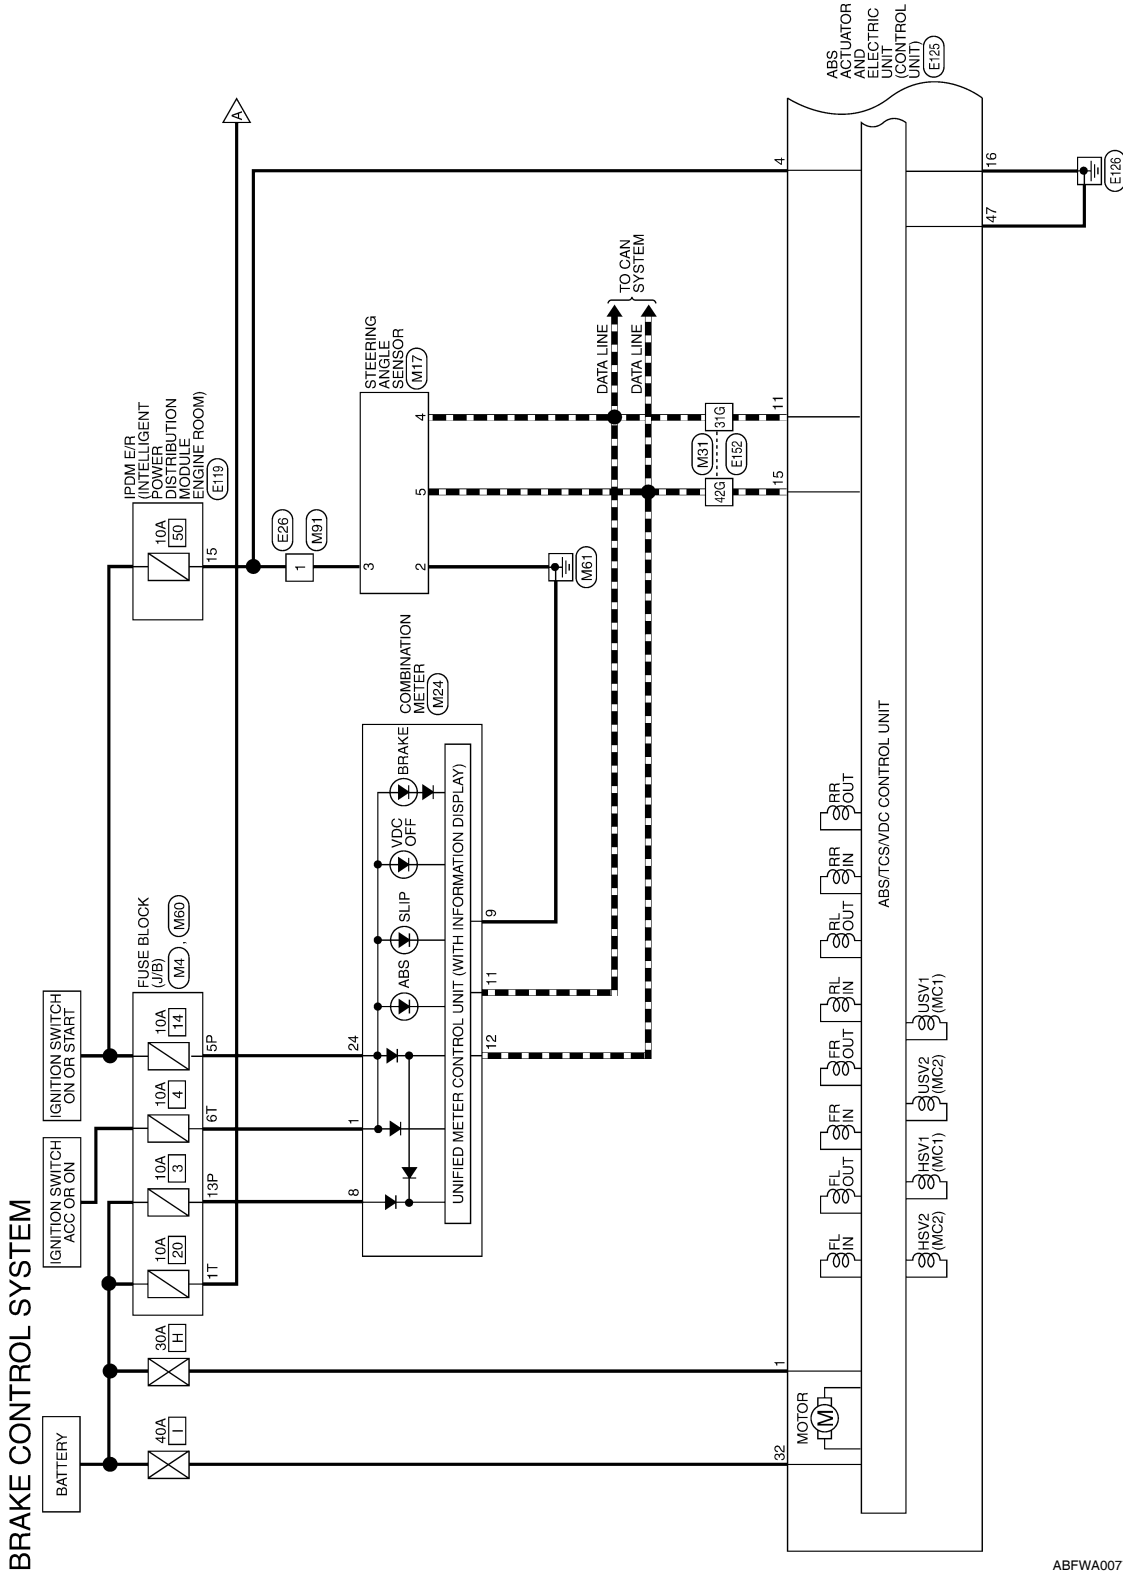 BRAKE CONTROL SYSTEM
BATTERY
IGNITION SWITCH
ACC OR ON
IGNITION SWITCH
ON OR START
40A
I
30A
H
10A
20
10A
3
10A
4
10A
14
FUSE BLOCK
(J/B)
M4 , M60
1T
13P
6T
5P
10A
50
IPDM E/R
(INTELLIGENT
POWER
DISTRIBUTION
MODULE
ENGINE ROOM)
E119
15
A
E26
1
M91
8
1
24
ABS
SLIP
VDC
OFF
BRAKE
COMBINATION
METER
M24
UNIFIED METER CONTROL UNIT (WITH INFORMATION DISPLAY)
12
11
9
STEERING
ANGLE
SENSOR
M17
3
2
5
4
M61
DATA LINE
DATA LINE
TO CAN
SYSTEM
42G
31G
M31
E152
32
1
15
11
4
MOTOR
M
FL
IN
FL
OUT
FR
IN
FR
OUT
RL
IN
RL
OUT
RR
IN
RR
OUT
ABS/TCS/VDC CONTROL UNIT
HSV2
(MC2)
HSV1
(MC1)
USV2
(MC2)
USV1
(MC1)
ABS
ACTUATOR
AND
ELECTRIC
UNIT
(CONTROL
UNIT)
E125
47
16
E126
ABFWA007